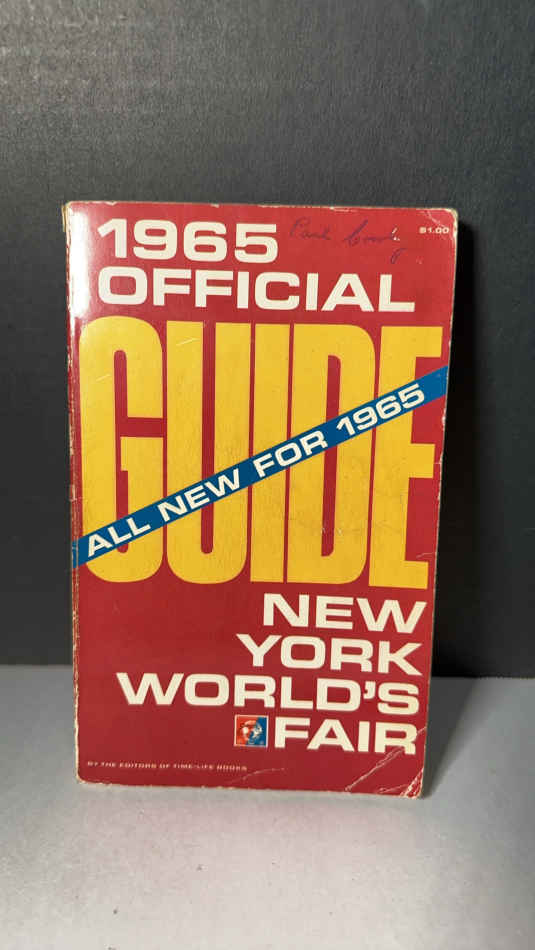 1965
$1.00
OFFICIAL
GUIDE
ALL NEW FOR 1965
NEW
YORK
WORLD'S
FAIR
BY THE EDITORS OF TIME-LIFE BOOKS